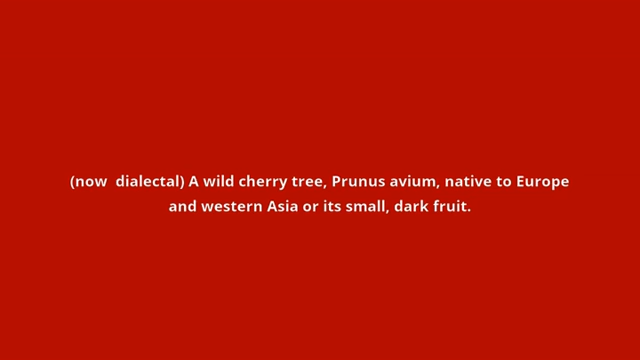 (now dialectal) A wild cherry tree, Prunus avium, native to Europe
and western Asia or its small, dark fruit.